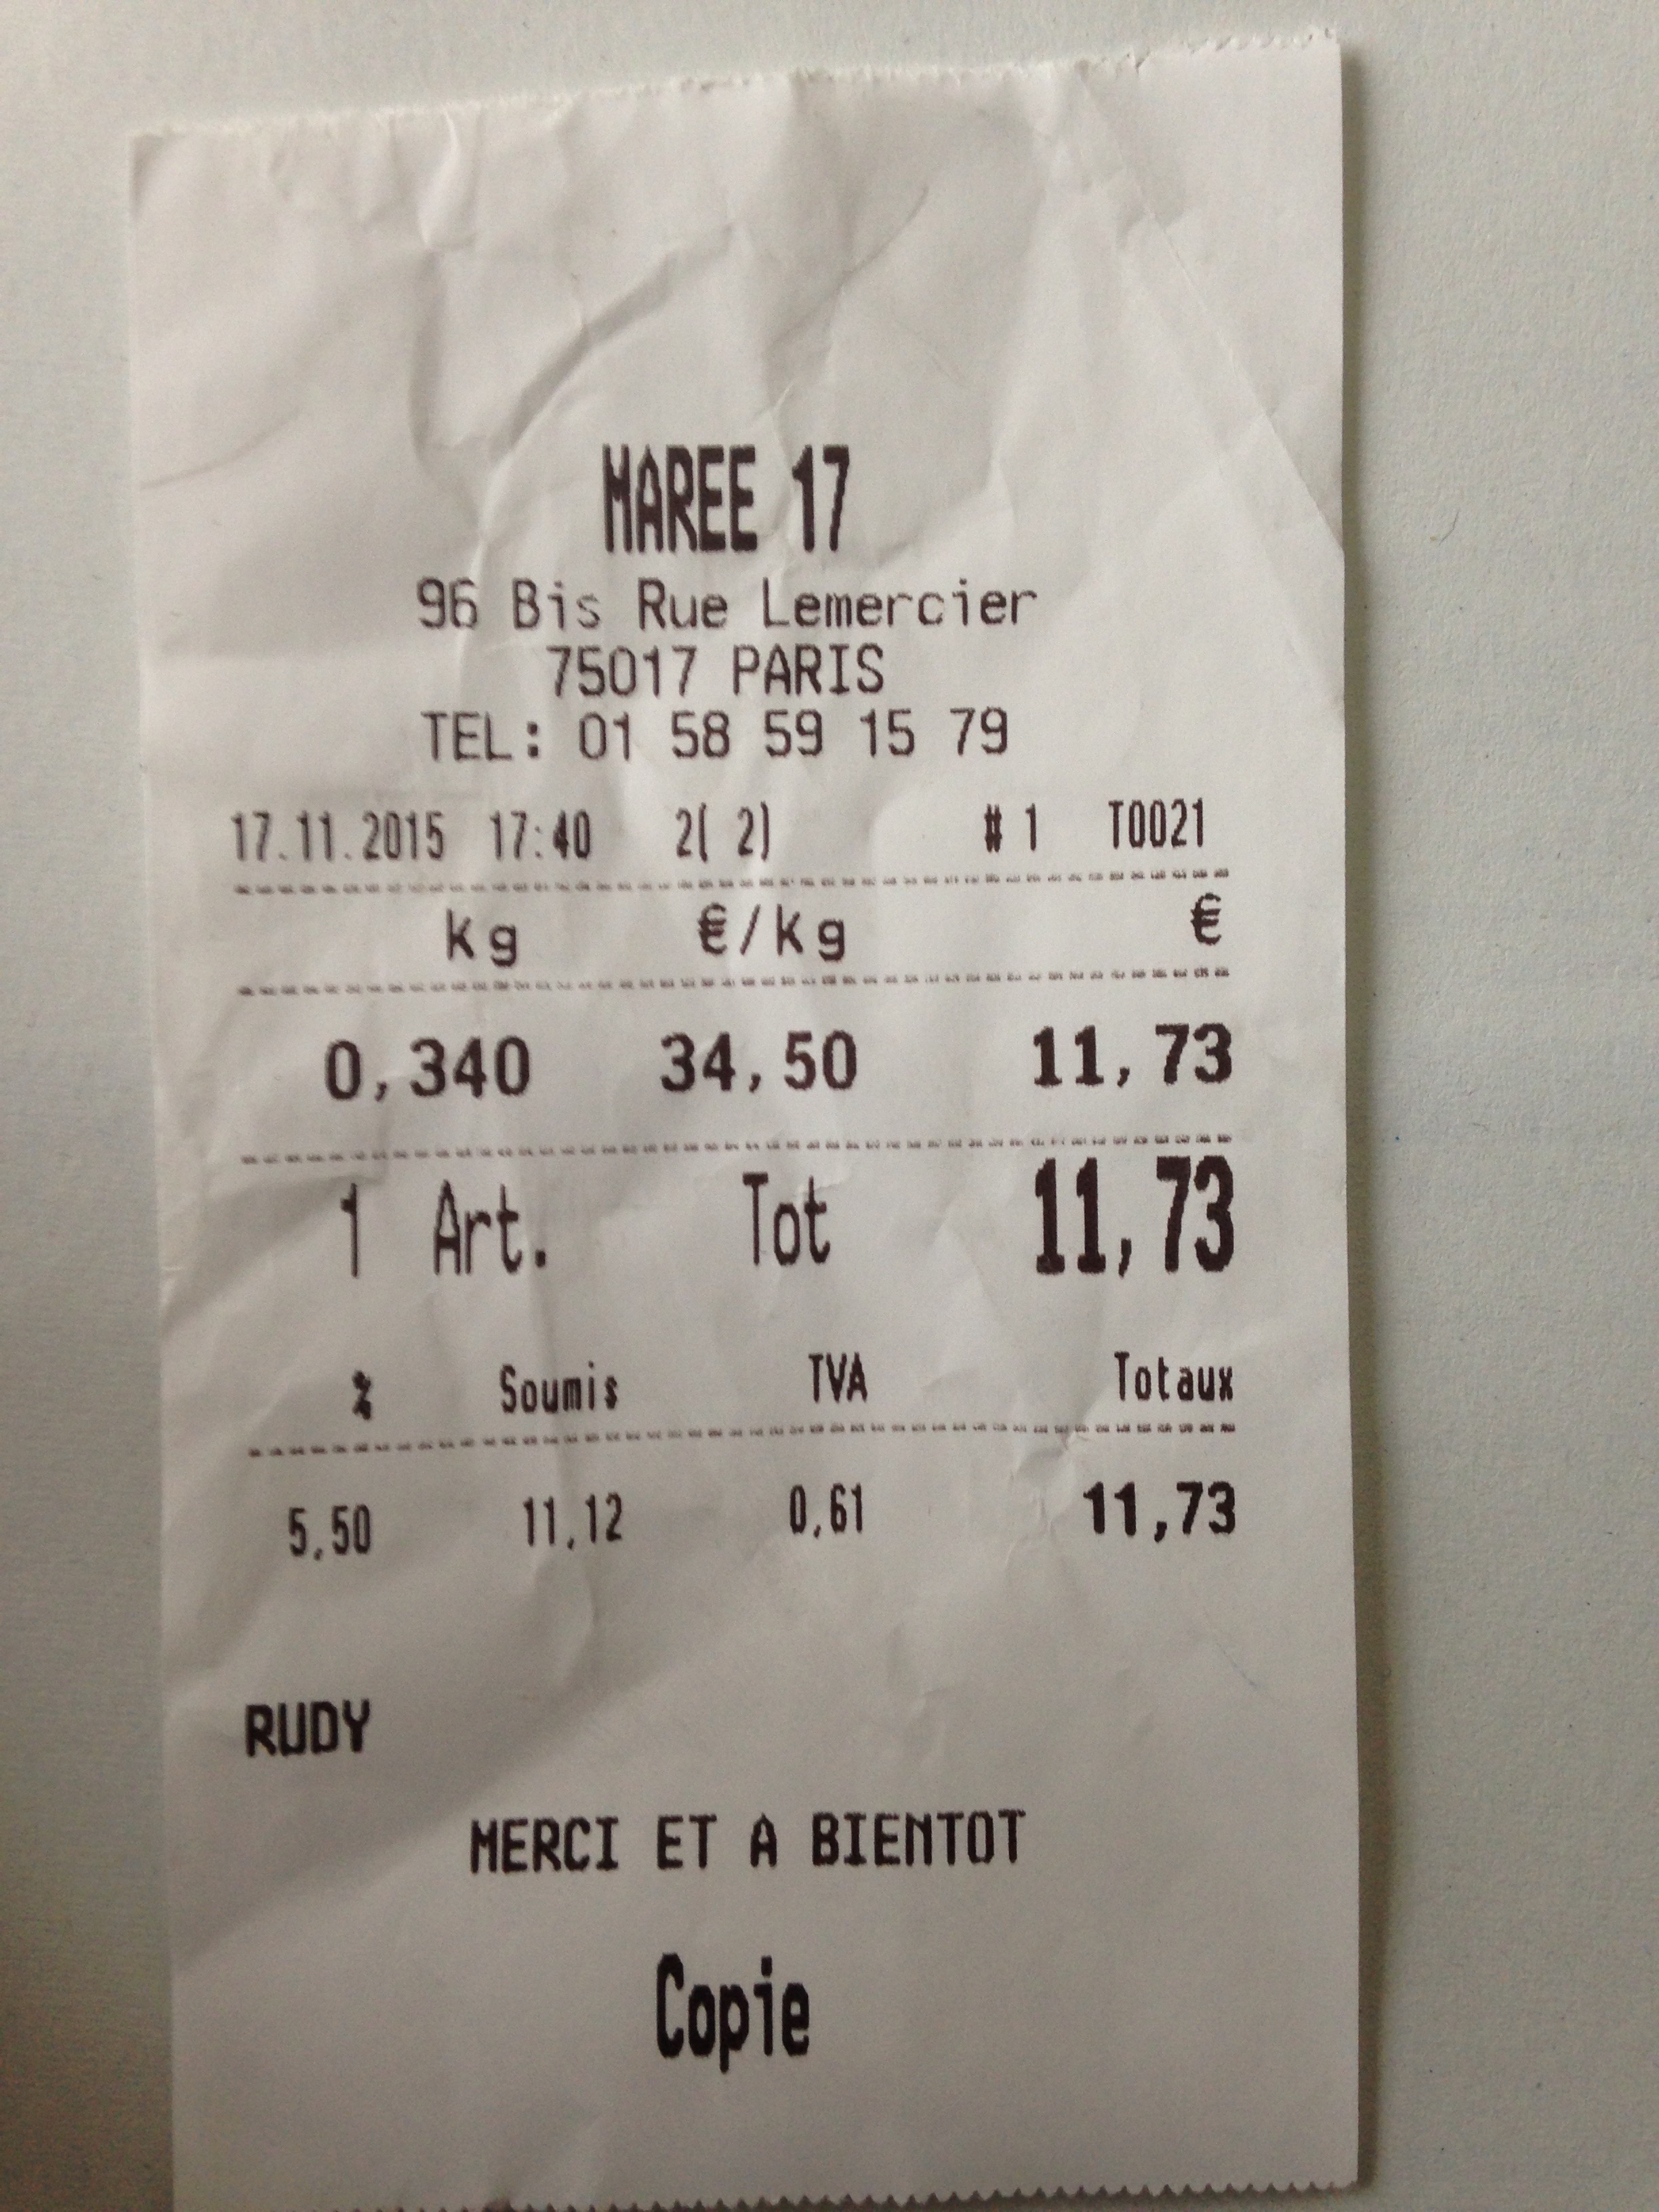 MAREE 17
96 Bis Rue Lemercier
75017 PARIS
TEL: 01 58 59 15 79
17.11.2015 17:40 2( 2) # 1 T0021
kg €/kg €
0,340 34,50 11,73
1 Art. Tot 11,73
% Soumis TVA Totaux
5,50 11,12 0,61 11,73
RUDY
MERCI ET A BIENTOT
Copie